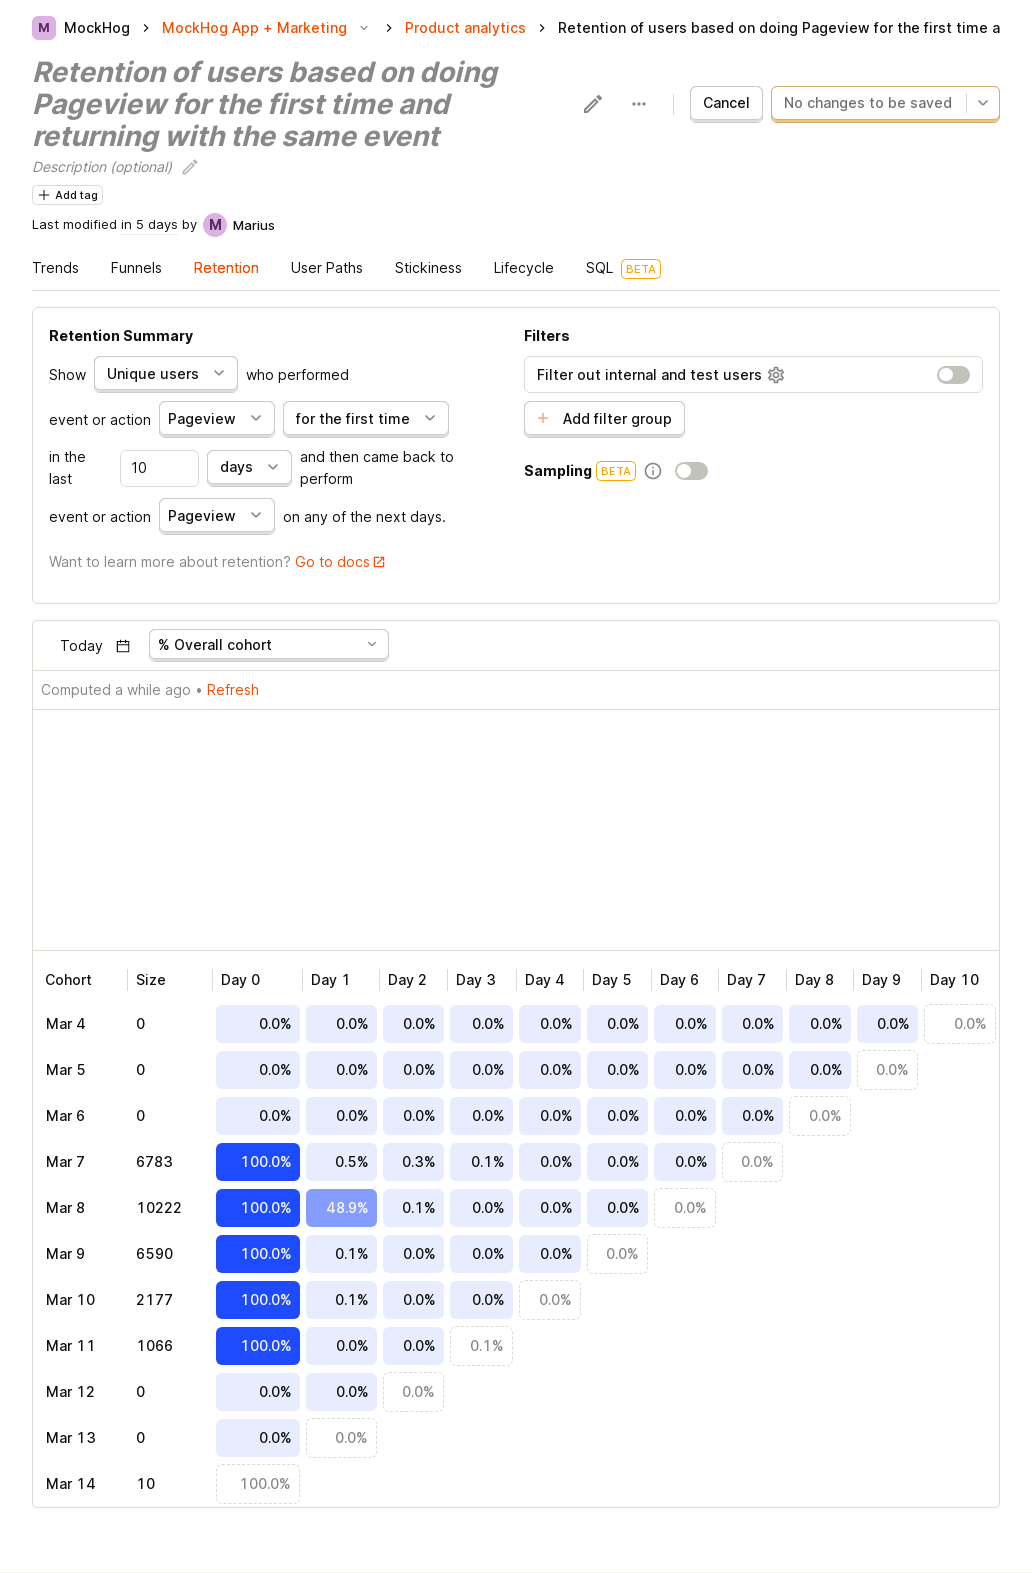 M MockHog > MockHog App + Marketing > Product analytics > Retention of users based on doing Pageview for the first time a
Retention of users based on doing
Pageview for the first time and
returning with the same event
Cancel No changes to be saved
Description (optional)
+ Add tag
Last modified in 5 days by M Marius
Trends Funnels Retention User Paths Stickiness Lifecycle SQL BETA
Retention Summary
Show Unique users who performed
event or action Pageview for the first time
in the last 10 days and then came back to perform
event or action Pageview on any of the next days.
Want to learn more about retention? Go to docs
Filters
Filter out internal and test users
+ Add filter group
Sampling BETA
Today % Overall cohort
Computed a while ago • Refresh
Cohort Size Day 0 Day 1 Day 2 Day 3 Day 4 Day 5 Day 6 Day 7 Day 8 Day 9 Day 10
Mar 4 0 0.0% 0.0% 0.0% 0.0% 0.0% 0.0% 0.0% 0.0% 0.0% 0.0% 0.0%
Mar 5 0 0.0% 0.0% 0.0% 0.0% 0.0% 0.0% 0.0% 0.0% 0.0% 0.0%
Mar 6 0 0.0% 0.0% 0.0% 0.0% 0.0% 0.0% 0.0% 0.0% 0.0%
Mar 7 6783 100.0% 0.5% 0.3% 0.1% 0.0% 0.0% 0.0% 0.0%
Mar 8 10222 100.0% 48.9% 0.1% 0.0% 0.0% 0.0% 0.0%
Mar 9 6590 100.0% 0.1% 0.0% 0.0% 0.0% 0.0%
Mar 10 2177 100.0% 0.1% 0.0% 0.0% 0.0%
Mar 11 1066 100.0% 0.0% 0.0% 0.1%
Mar 12 0 0.0% 0.0% 0.0%
Mar 13 0 0.0% 0.0%
Mar 14 10 100.0%